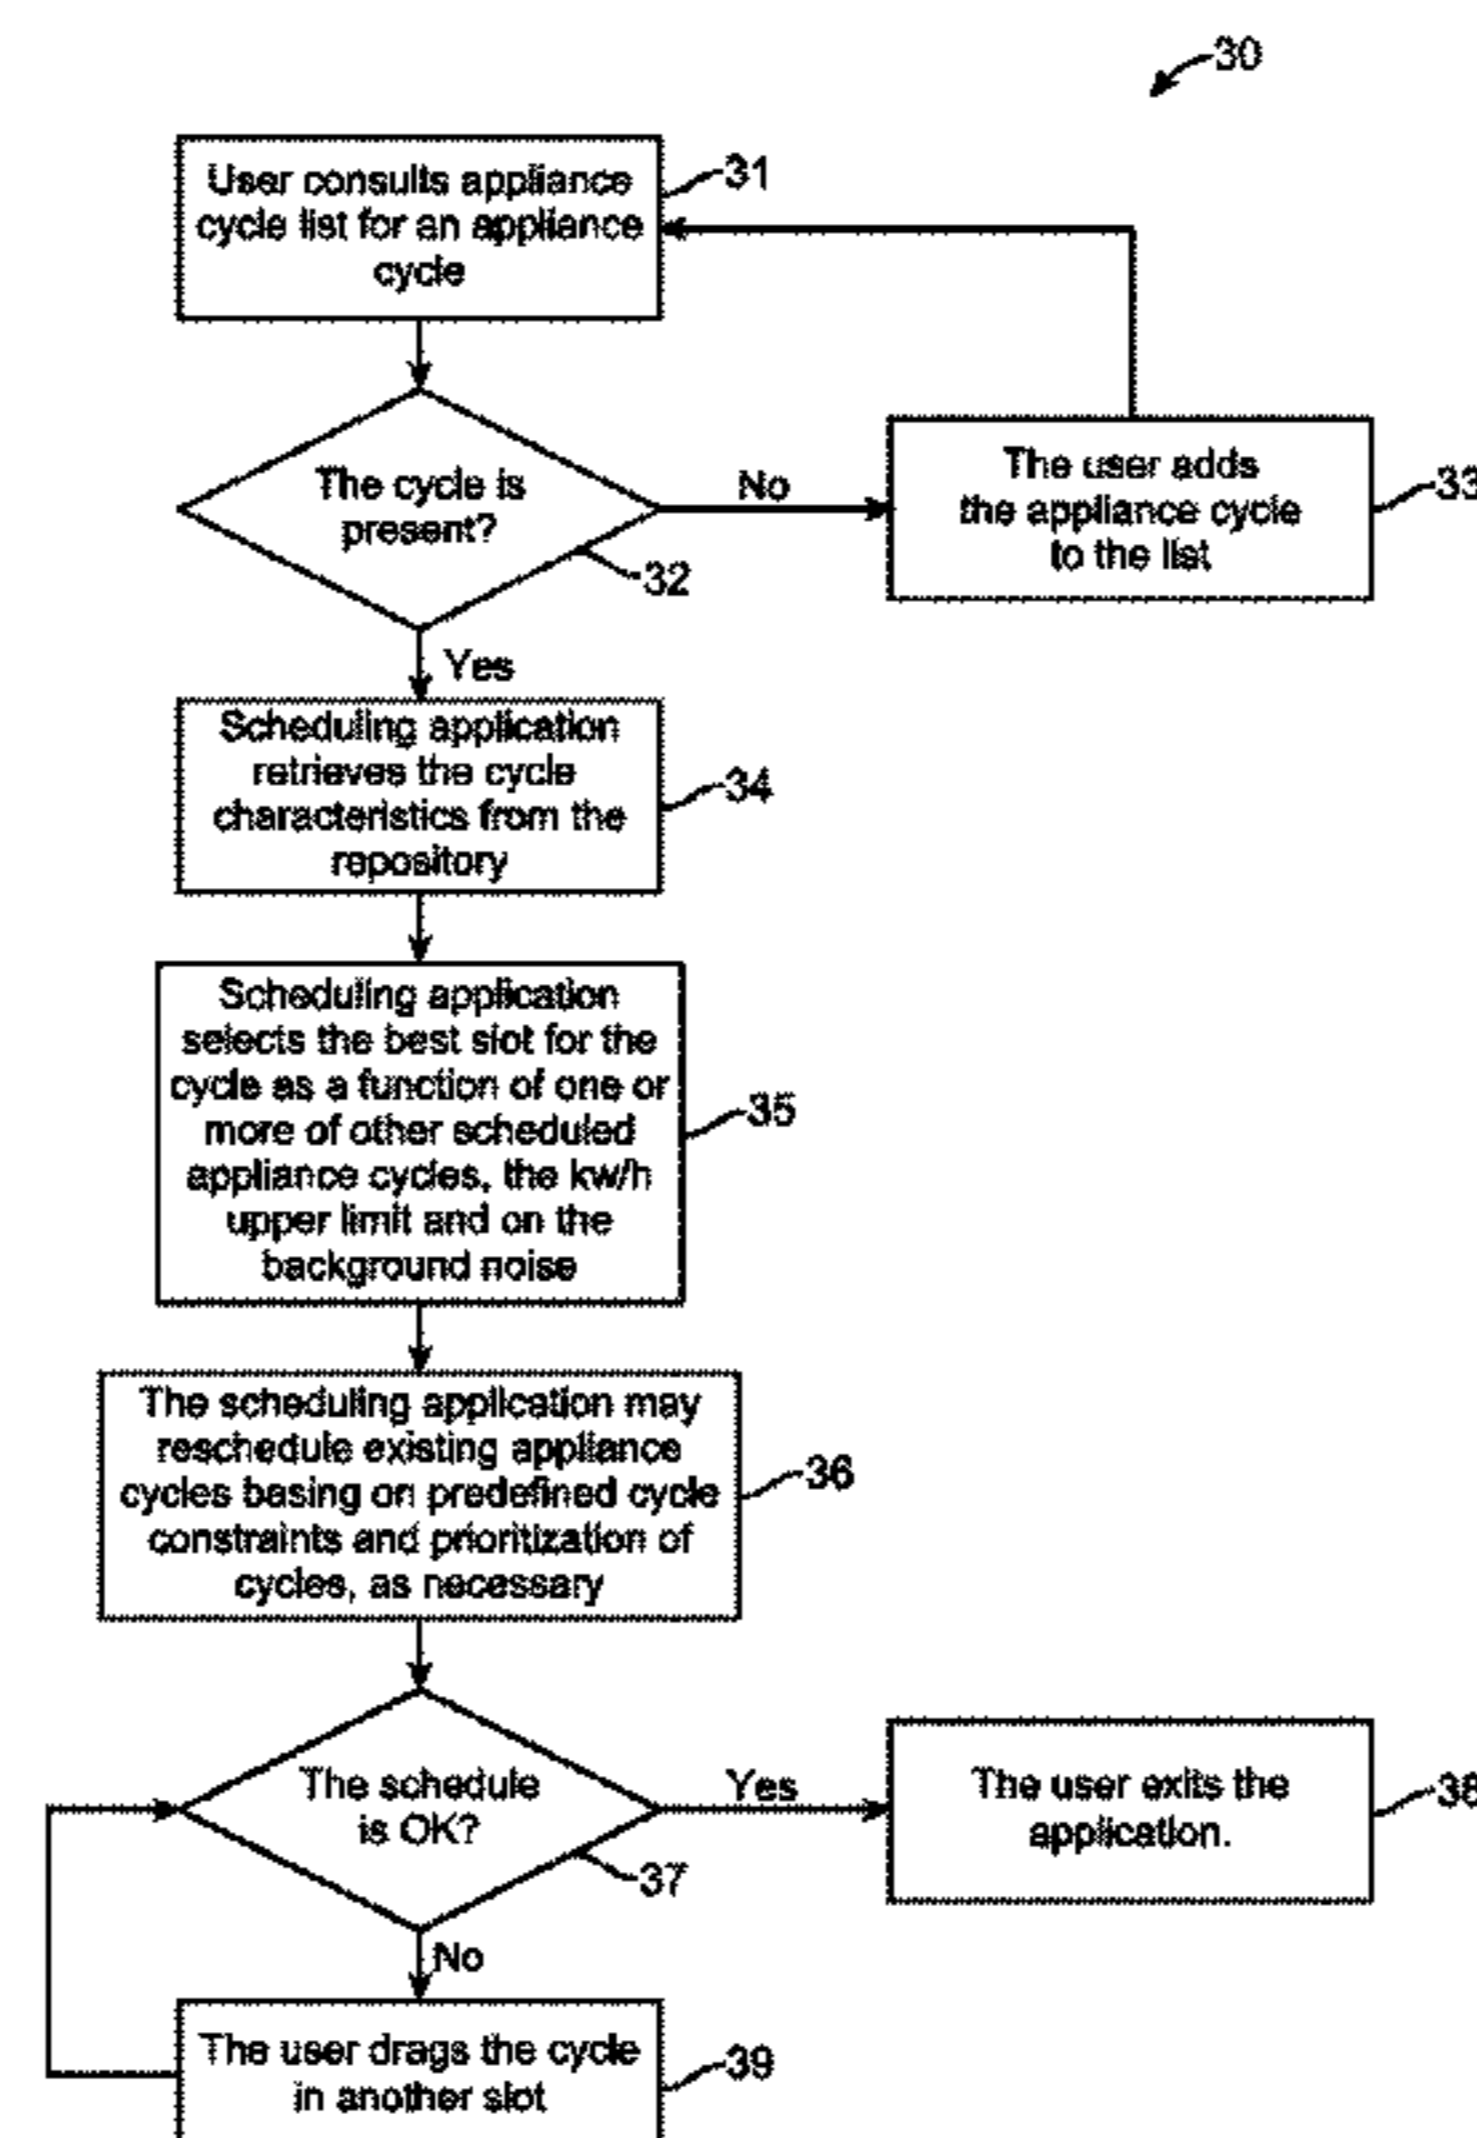 30
User consults appliance
cycle list for an appliance
cycle
31
The cycle is
present?
32
No
The user adds
the appliance cycle
to the list
33
Yes
Scheduling application
retrieves the cycle
characteristics from the
repository
34
Scheduling application
selects the best slot for the
cycle as a function of one or
more of other scheduled
appliance cycles, the kw/h
upper limit and on the
background noise
35
The scheduling application may
reschedule existing appliance
cycles basing on predefined cycle
constraints and prioritization of
cycles, as necessary
36
The schedule
is OK?
37
Yes
The user exits the
application.
38
No
The user drags the cycle
in another slot
39